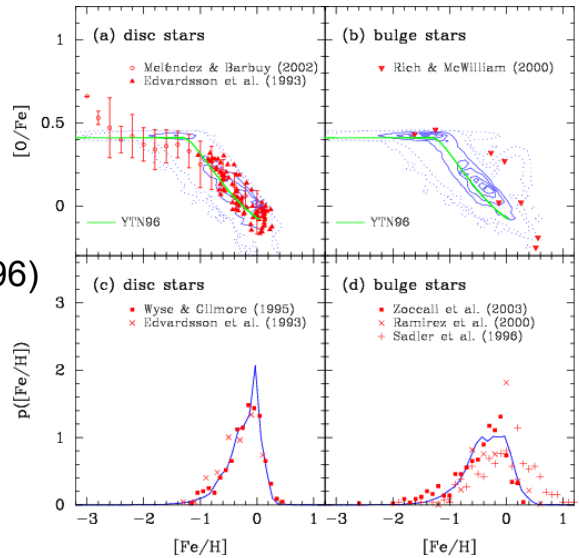 (a) disc stars
Meléndez & Barbuy (2002)
Edvardsson et al. (1993)
YTN96
(b) bulge stars
Rich & McWilliam (2000)
YTN96
1
0.5
0
[O/Fe]
96)
(c) disc stars
Wyse & Gilmore (1995)
Edvardsson et al. (1993)
(d) bulge stars
Zoccali et al. (2003)
Ramirez et al. (2000)
Sadler et al. (1996)
3
2
1
0
p([Fe/H])
−3 −2 −1 0 −3 −2 −1 0 1
[Fe/H] [Fe/H]